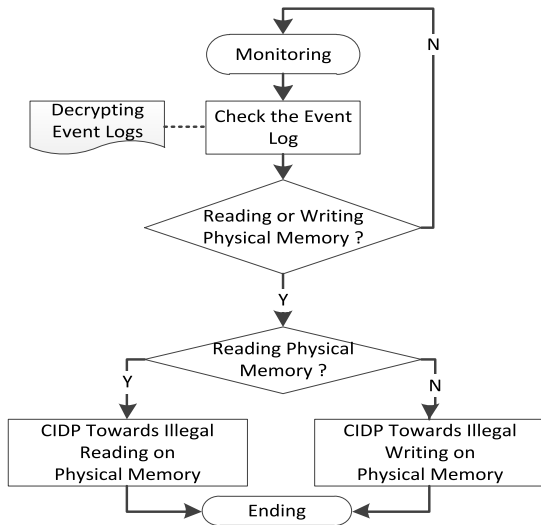 Monitoring
N
Decrypting
Event Logs
Check the Event
Log
Reading or Writing
Physical Memory ?
Y
Reading Physical
Memory ?
Y
N
CIDP Towards Illegal
Reading on
Physical Memory
CIDP Towards Illegal
Writing on
Physical Memory
Ending